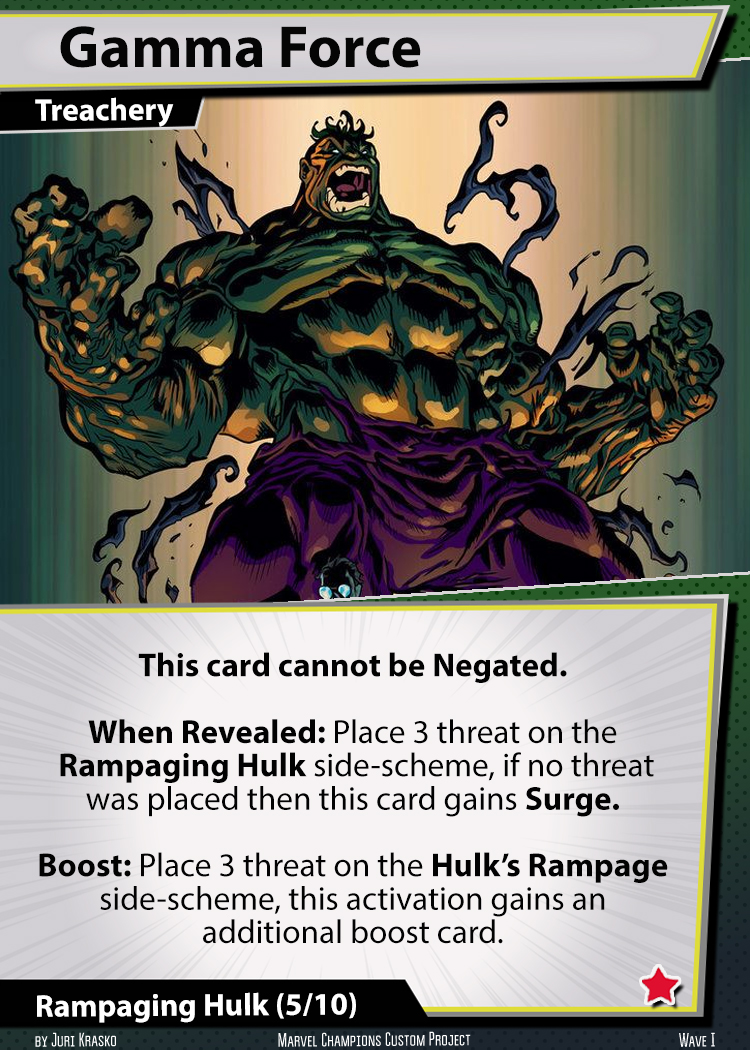 Gamma Force
Treachery
This card cannot be Negated.
When Revealed: Place 3 threat on the
Rampaging Hulk side-scheme, if no threat
was placed then this card gains Surge.
Boost: Place 3 threat on the Hulk's Rampage
side-scheme, this activation gains an
additional boost card.
Rampaging Hulk (5/10)
by Juri Krasko
Marvel Champions Custom Project
Wave I